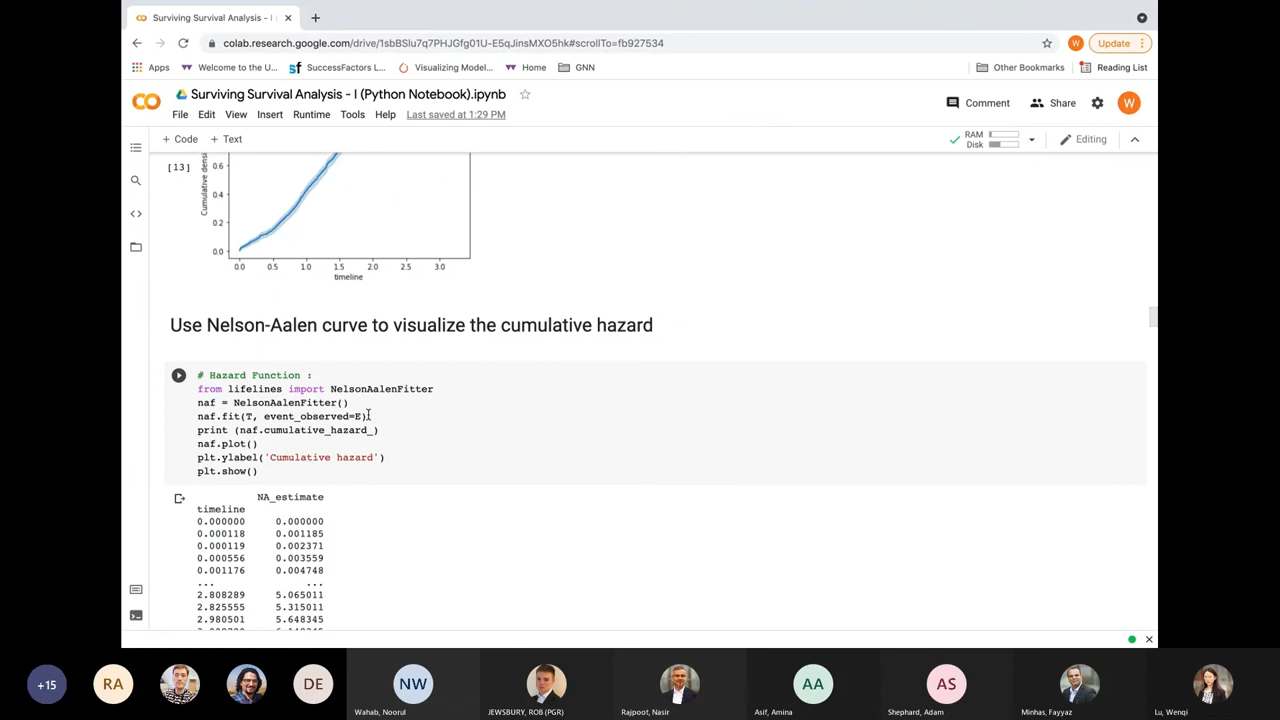 Surviving Survival Analysis - I
colab.research.google.com/drive/1sbBSlu7q7PHJGfg01U-E5qJinsMXO5hk#scrollTo=fb927534
W
Update
Apps
Welcome to the U...
SuccessFactors L...
Visualizing Model...
Home
GNN
Other Bookmarks
Reading List
Surviving Survival Analysis - I (Python Notebook).ipynb
Comment
Share
W
File Edit View Insert Runtime Tools Help Last saved at 1:29 PM
+ Code + Text
RAM
Disk
Editing
[13]
Cumulative densi
0.6
0.4
0.2
0.0
0.0 0.5 1.0 1.5 2.0 2.5 3.0
timeline
Use Nelson-Aalen curve to visualize the cumulative hazard
# Hazard Function :
from lifelines import NelsonAalenFitter
naf = NelsonAalenFitter()
naf.fit(T, event_observed=E)
print (naf.cumulative_hazard_)
naf.plot()
plt.ylabel('Cumulative hazard')
plt.show()
NA_estimate
timeline
0.000000 0.000000
0.000118 0.001185
0.000119 0.002371
0.000556 0.003559
0.001176 0.004748
... ...
2.808289 5.065011
2.825555 5.315011
2.980501 5.648345
+15
RA
DE
NW
AA
AS
Wahab, Noorul
JEWSBURY, ROB (PGR)
Rajpoot, Nasir
Asif, Amina
Shephard, Adam
Minhas, Fayyaz
Lu, Wenqi